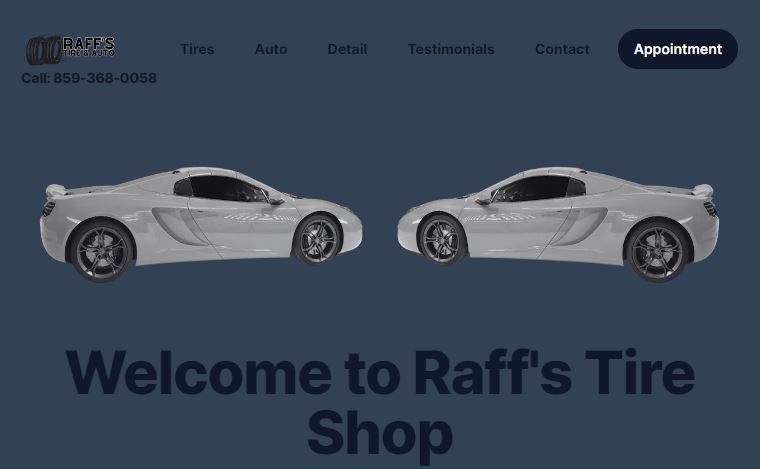 RAFF'S
TIRE & AUTO
Call: 859-368-0058
Tires
Auto
Detail
Testimonials
Contact
Appointment
Welcome to Raff's Tire
Shop